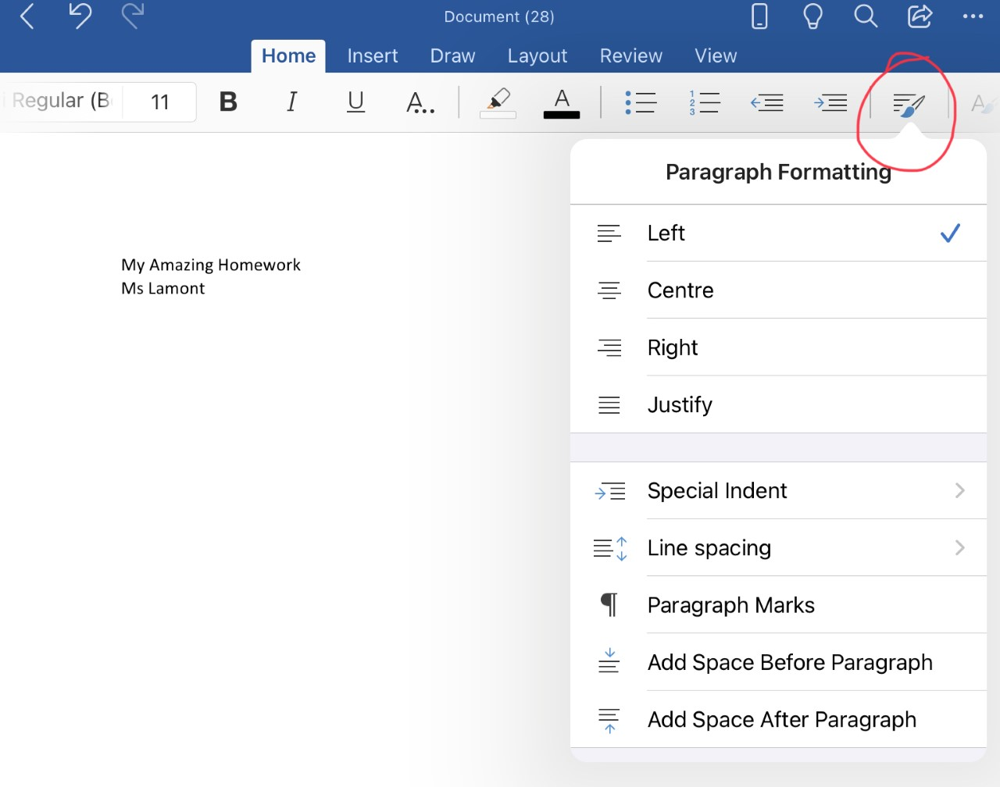 Document (28)
Home Insert Draw Layout Review View
Regular (B 11 B I U A... A
My Amazing Homework
Ms Lamont
Paragraph Formatting
Left
Centre
Right
Justify
Special Indent
Line spacing
Paragraph Marks
Add Space Before Paragraph
Add Space After Paragraph